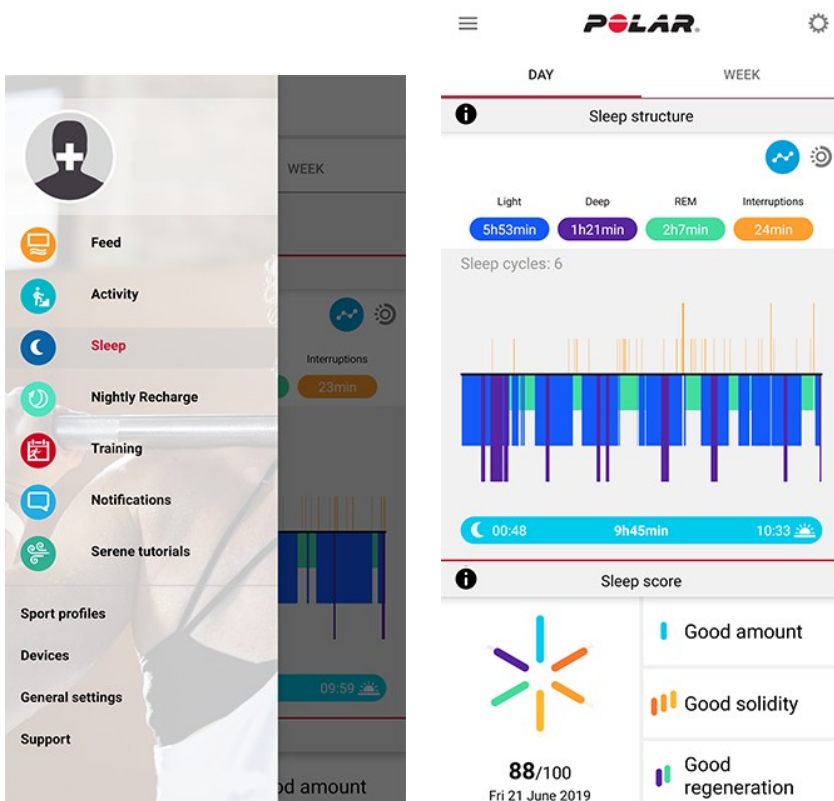 WEEK
Feed
Activity
Sleep
Interruptions
23min
Nightly Recharge
Training
Notifications
Serene tutorials
Sport profiles
Devices
General settings
09:59
Support
od amount
POLAR.
DAY WEEK
Sleep structure
Light Deep REM Interruptions
5h53min 1h21min 2h7min 24min
Sleep cycles: 6
00:48 9h45min 10:33
Sleep score
Good amount
Good solidity
Good
regeneration
88/100
Fri 21 June 2019